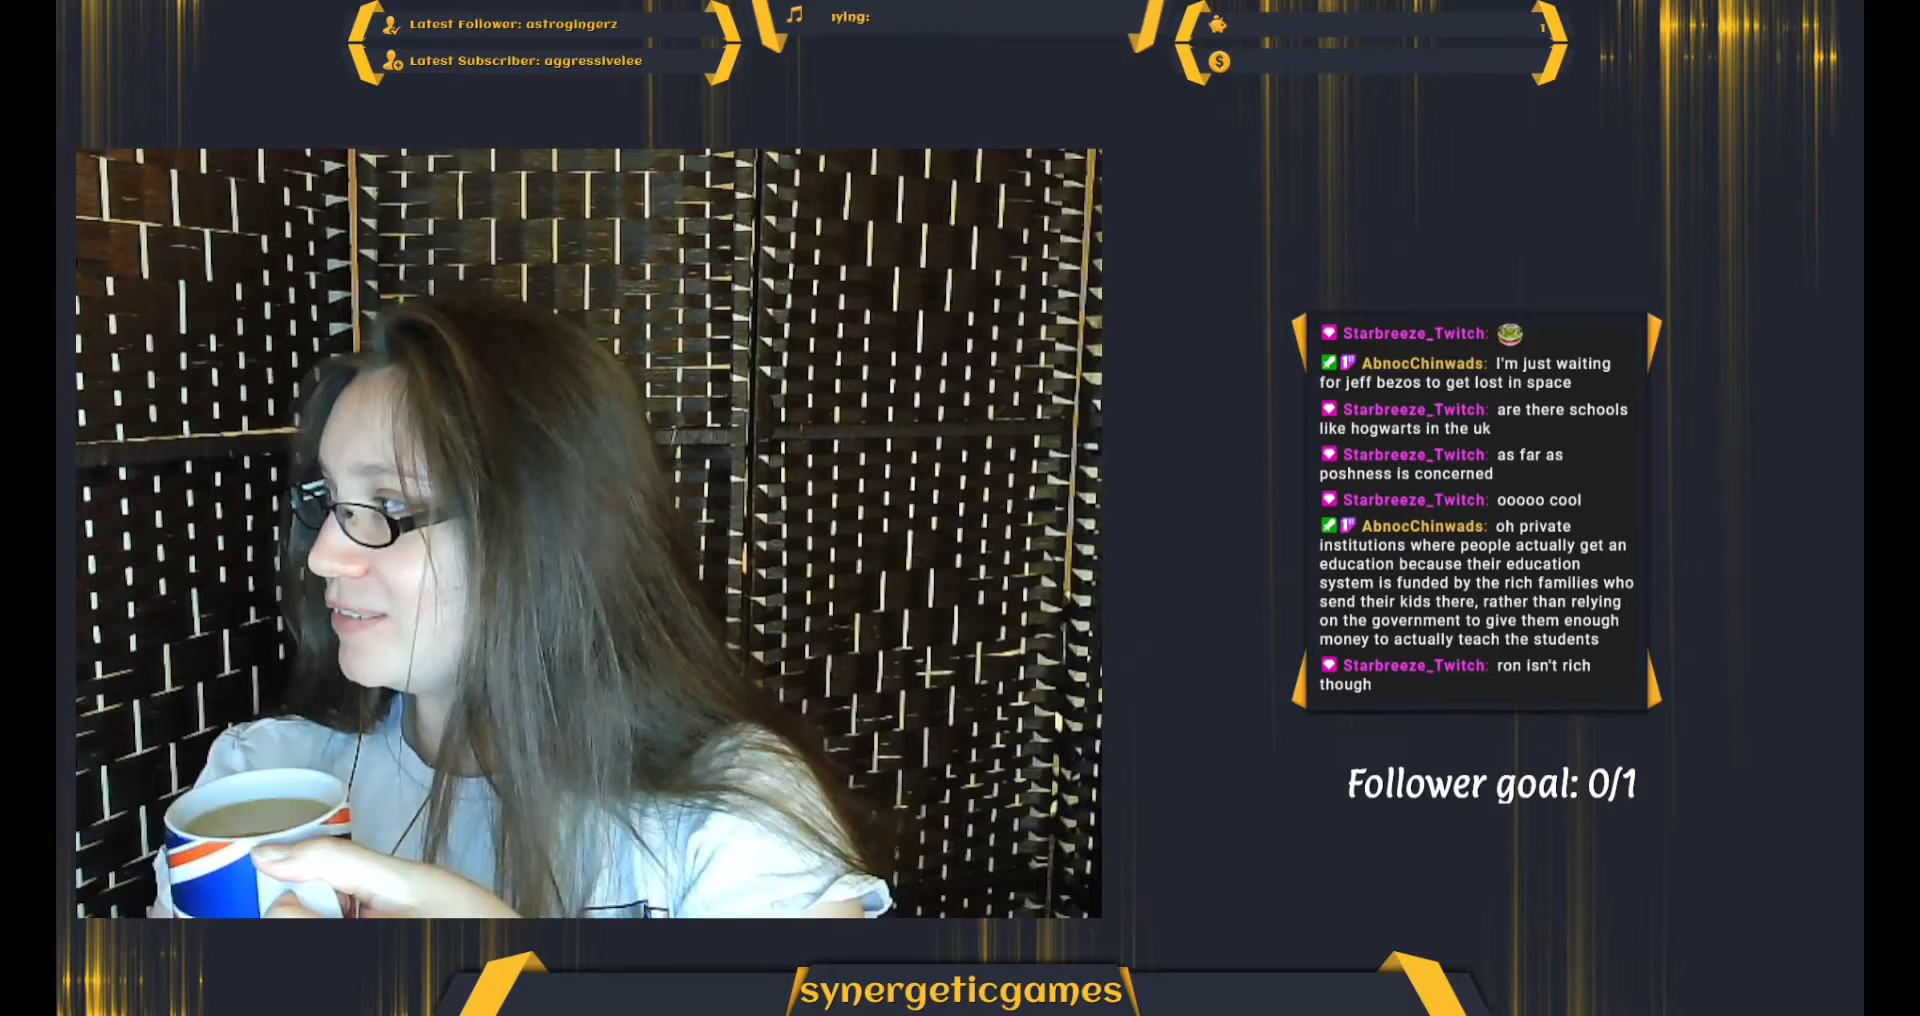 Latest Follower: astrogingerz
Latest Subscriber: aggressivelee
ying:
$
Starbreeze_Twitch:
AbnocChinwads: I'm just waiting
for jeff bezos to get lost in space
Starbreeze_Twitch: are there schools
like hogwarts in the uk
Starbreeze_Twitch: as far as
poshness is concerned
Starbreeze_Twitch: ooooo cool
AbnocChinwads: oh private
institutions where people actually get an
education because their education
system is funded by the rich families who
send their kids there, rather than relying
on the government to give them enough
money to actually teach the students
Starbreeze_Twitch: ron isn't rich
though
Follower goal: 0/1
synergeticgames